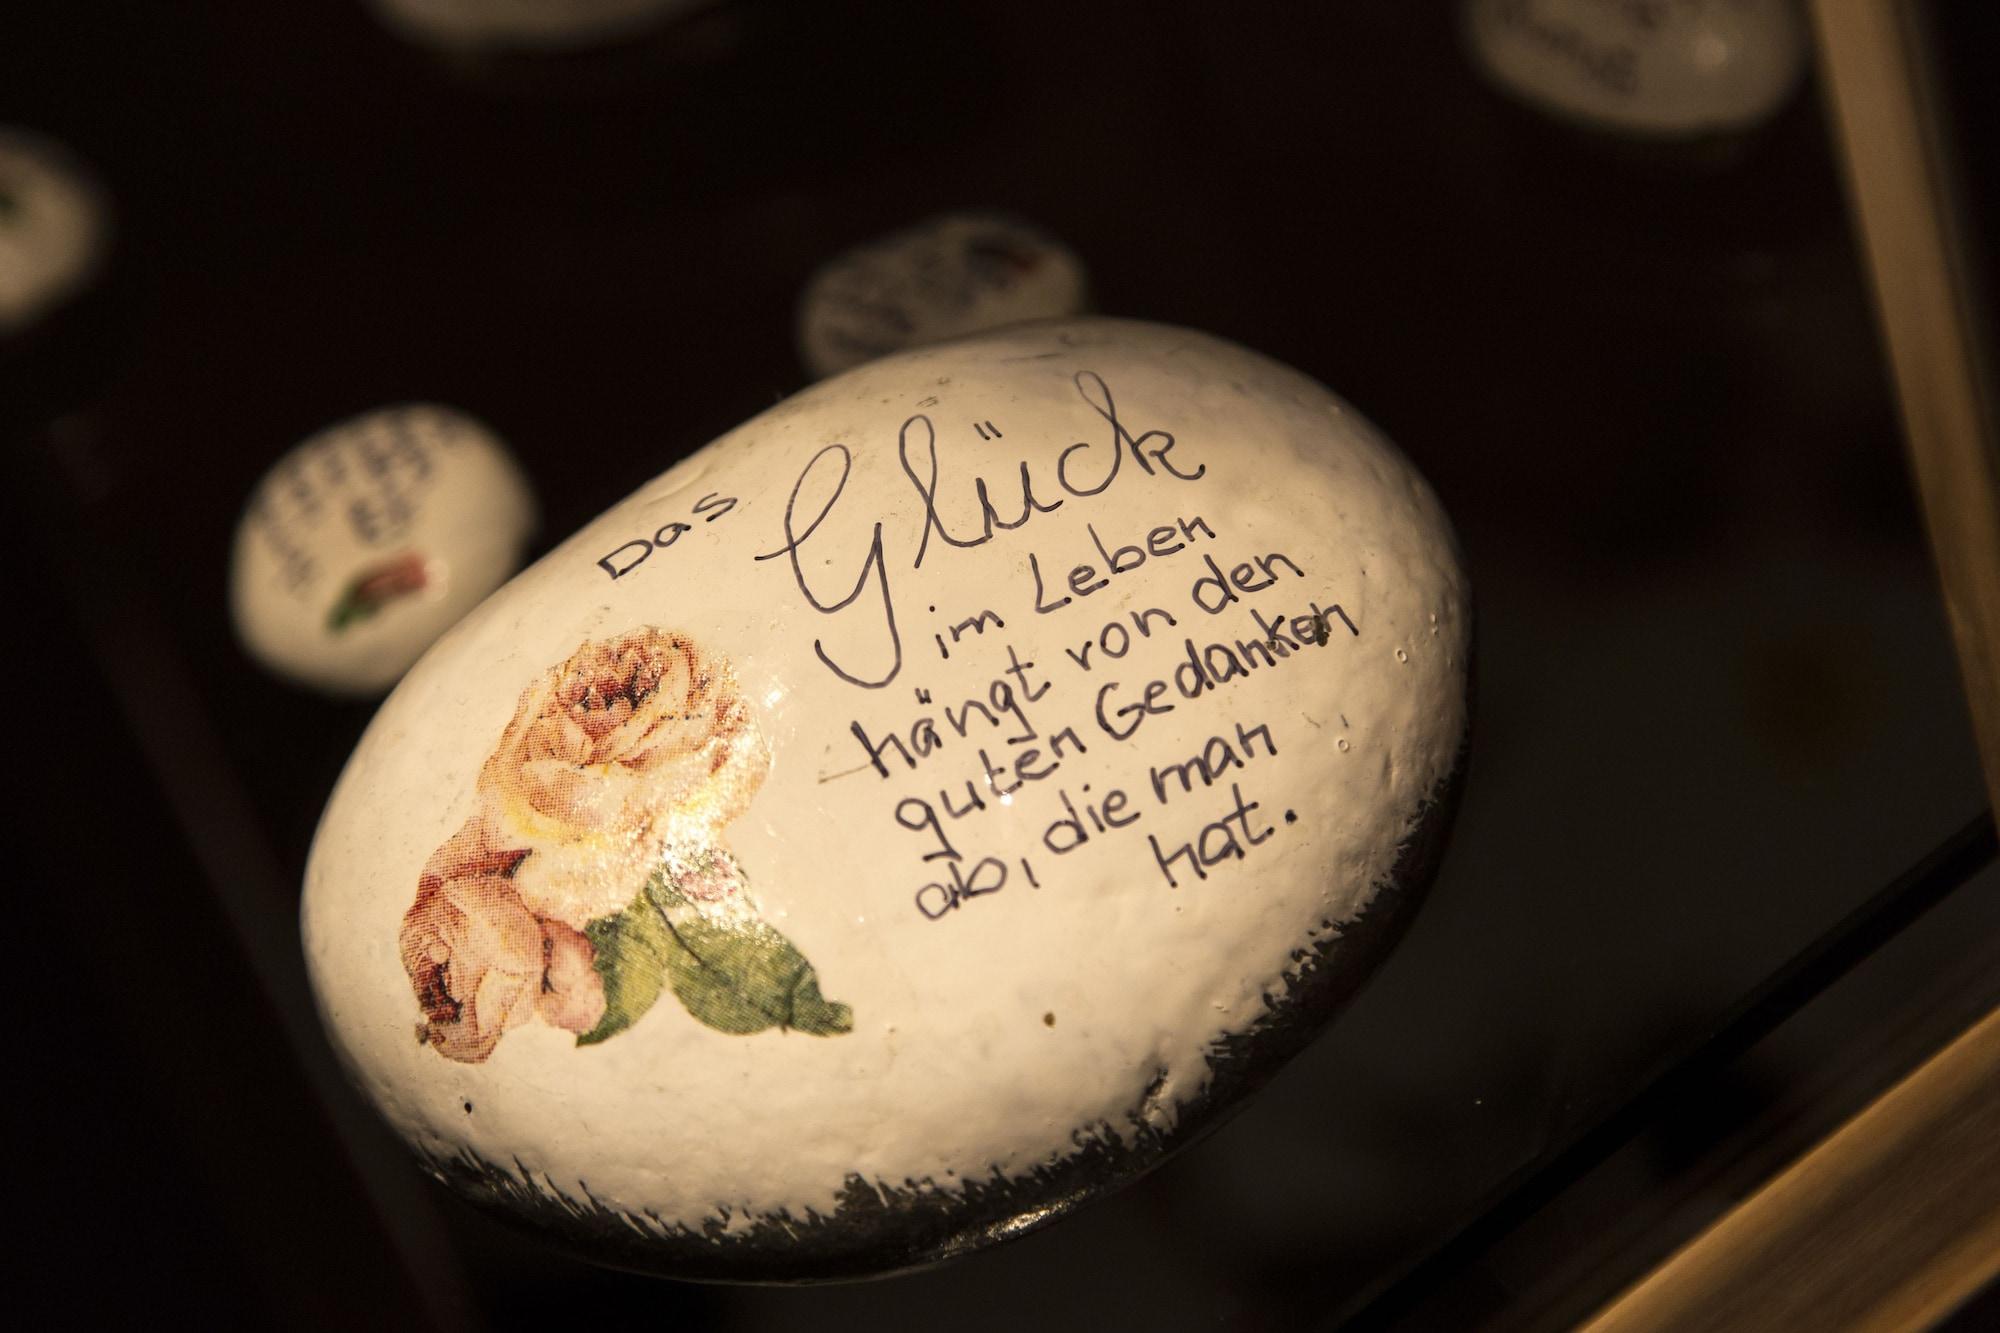 Das Glück
im Leben
hängt von den
guten Gedanken
ab, die man
hat.